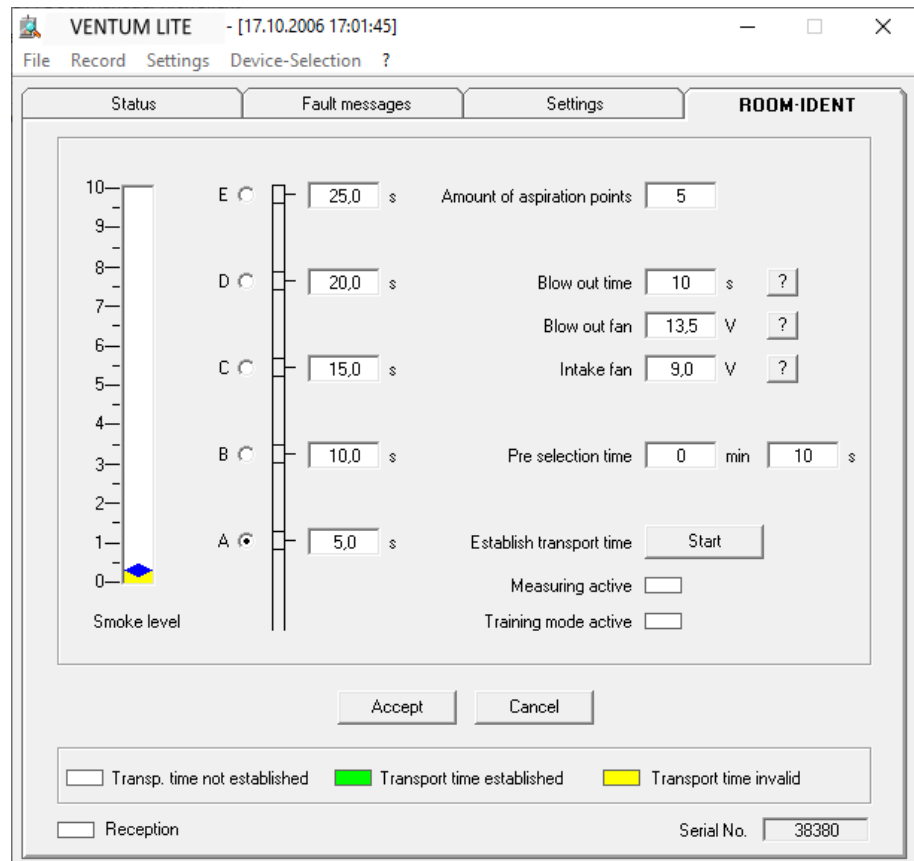 VENTUM LITE - [17.10.2006 17:01:45]
File Record Settings Device-Selection ?
Status Fault messages Settings ROOM-IDENT
10 E 25,0 s Amount of aspiration points 5
9
8 D 20,0 s Blow out time 10 s ?
7 Blow out fan 13,5 V ?
6 C 15,0 s Intake fan 9,0 V ?
5
4
3 B 10,0 s Pre selection time 0 min 10 s
2
1 A 5,0 s Establish transport time Start
0 Measuring active
Smoke level Training mode active
Accept Cancel
Transp. time not established Transport time established Transport time invalid
Reception Serial No. 38380